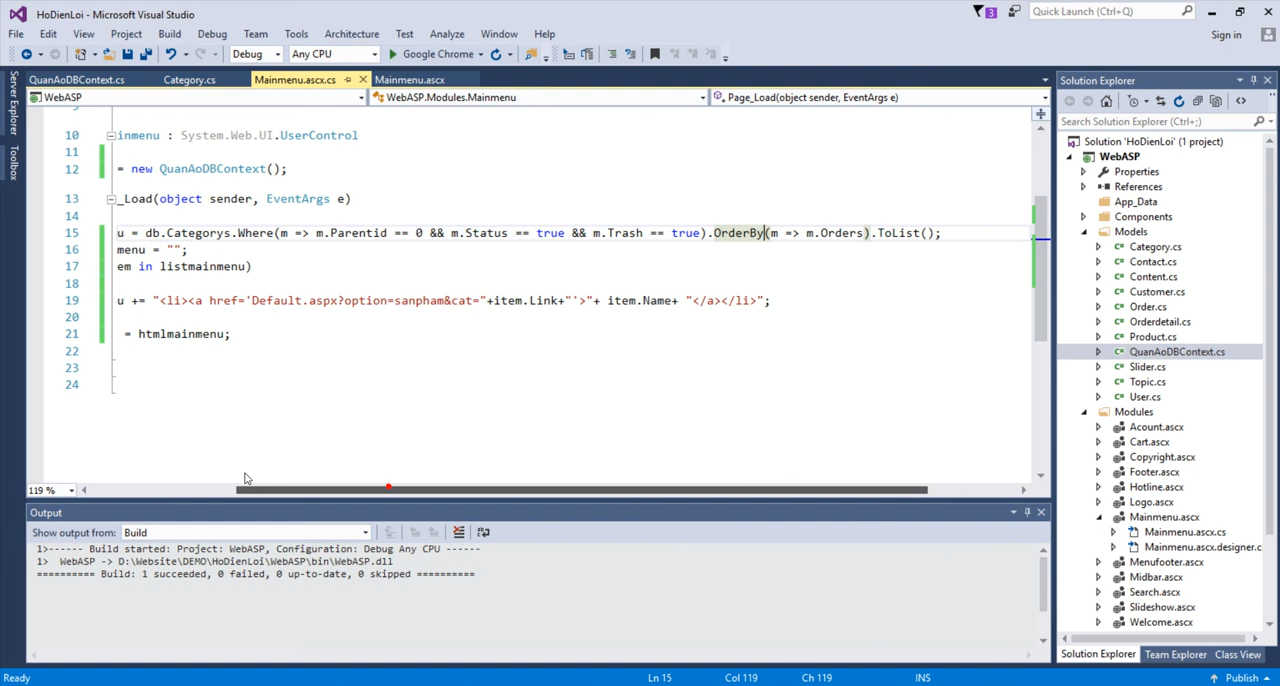 HoDienLoi - Microsoft Visual Studio
3
Quick Launch (Ctrl+Q)
File Edit View Project Build Debug Team Tools Architecture Test Analyze Window Help
Sign in
Debug Any CPU Google Chrome
QuanAoDBContext.cs Category.cs Mainmenu.ascx.cs Mainmenu.ascx
WebASP WebASP.Modules.Mainmenu Page_Load(object sender, EventArgs e)
Server Explorer
Toolbox
10 inmenu : System.Web.UI.UserControl
11
12 = new QuanAoDBContext();
13 _Load(object sender, EventArgs e)
14
15 u = db.Categorys.Where(m => m.Parentid == 0 && m.Status == true && m.Trash == true).OrderBy(m => m.Orders).ToList();
16 menu = "";
17 em in listmainmenu)
18
19 u += "<li><a href='Default.aspx?option=sanpham&cat="+item.Link+"'>"+ item.Name+ "</a></li>";
20
21 = htmlmainmenu;
22
23
24
119 %
Output
Show output from: Build
1>------ Build started: Project: WebASP, Configuration: Debug Any CPU ------
1> WebASP -> D:\Website\DEMO\HoDienLoi\WebASP\bin\WebASP.dll
========== Build: 1 succeeded, 0 failed, 0 up-to-date, 0 skipped ==========
Solution Explorer
Search Solution Explorer (Ctrl+;)
Solution 'HoDienLoi' (1 project)
WebASP
Properties
References
App_Data
Components
Models
Category.cs
Contact.cs
Content.cs
Customer.cs
Order.cs
Orderdetail.cs
Product.cs
QuanAoDBContext.cs
Slider.cs
Topic.cs
User.cs
Modules
Acount.ascx
Cart.ascx
Copyright.ascx
Footer.ascx
Hotline.ascx
Logo.ascx
Mainmenu.ascx
Mainmenu.ascx.cs
Mainmenu.ascx.designer.c
Menufooter.ascx
Midbar.ascx
Search.ascx
Slideshow.ascx
Welcome.ascx
Solution Explorer Team Explorer Class View
Ln 15 Col 119 Ch 119 INS Publish